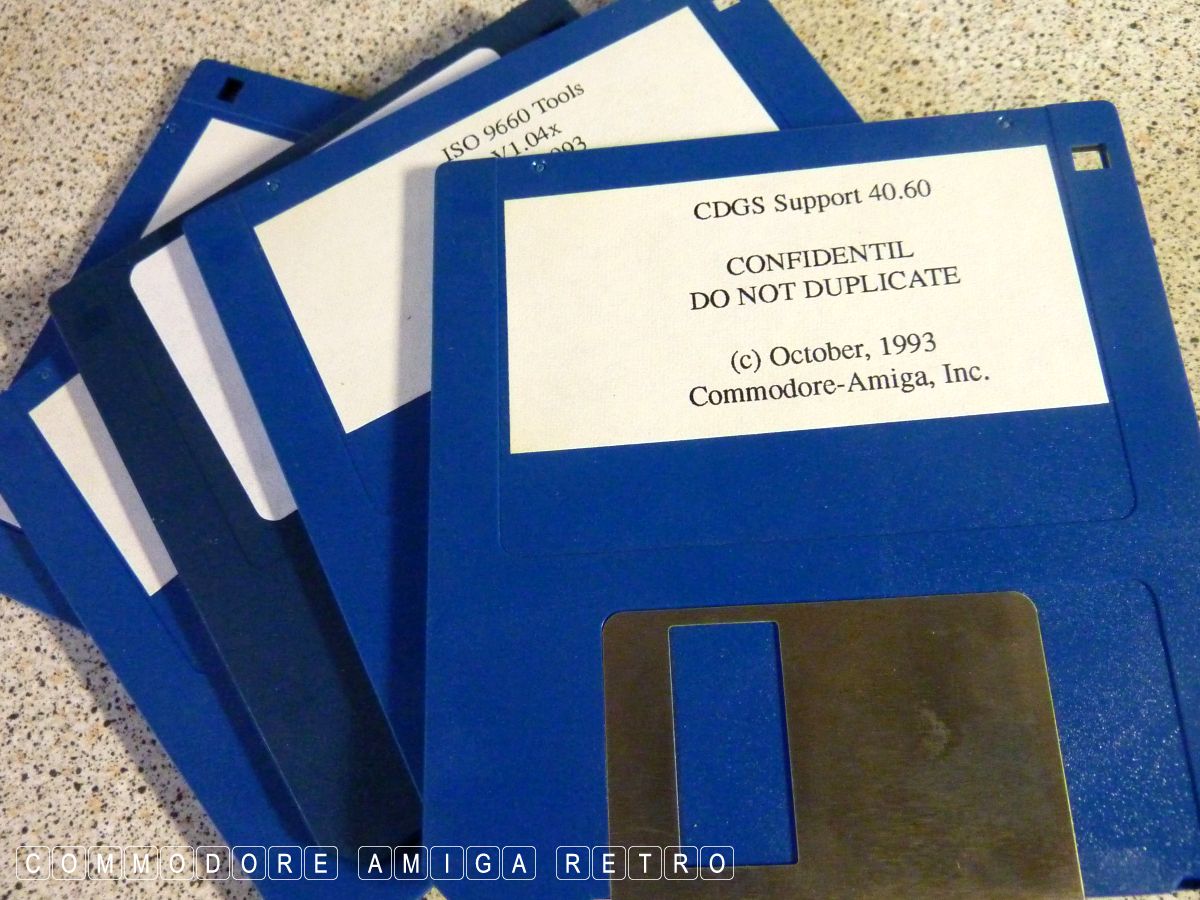 ISO 9660 Tools
V1.04x
1993
CDGS Support 40.60
CONFIDENTIL
DO NOT DUPLICATE
(c) October, 1993
Commodore-Amiga, Inc.
COMMODORE AMIGA RETRO